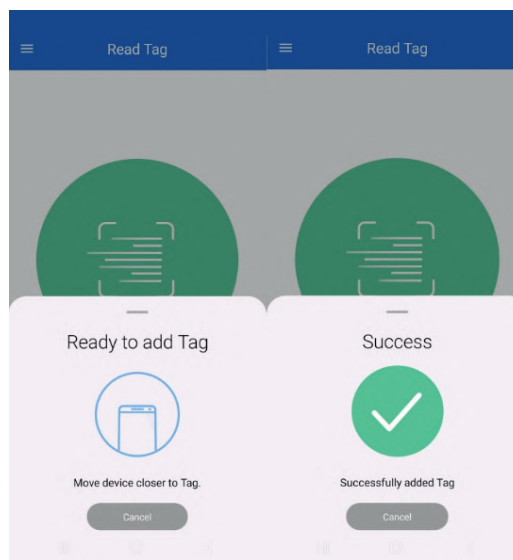 Read Tag
Ready to add Tag
Move device closer to Tag.
Cancel
Read Tag
Success
Successfully added Tag
Cancel